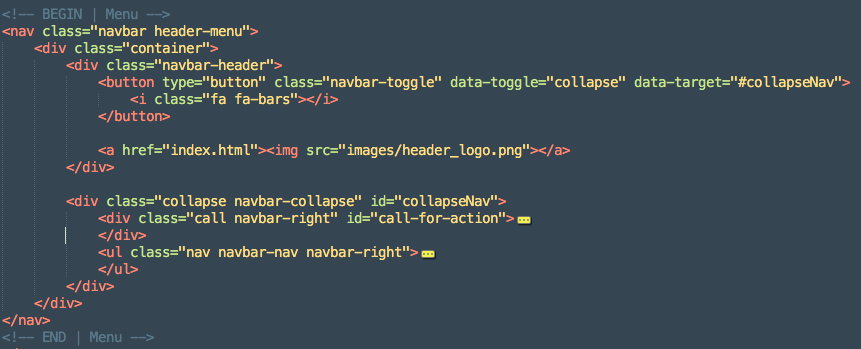 <!-- BEGIN | Menu -->
<nav class="navbar header-menu">
<div class="container">
<div class="navbar-header">
<button type="button" class="navbar-toggle" data-toggle="collapse" data-target="#collapseNav">
<i class="fa fa-bars"></i>
</button>
<a href="index.html"><img src="images/header_logo.png"></a>
</div>
<div class="collapse navbar-collapse" id="collapseNav">
<div class="call navbar-right" id="call-for-action">
</div>
<ul class="nav navbar-nav navbar-right">
</ul>
</div>
</div>
</nav>
<!-- END | Menu -->